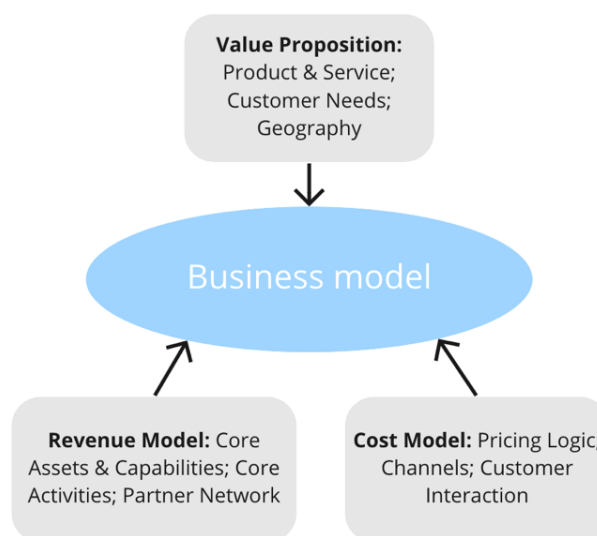 Value Proposition:
Product & Service;
Customer Needs;
Geography
Business model
Revenue Model: Core
Assets & Capabilities; Core
Activities; Partner Network
Cost Model: Pricing Logic;
Channels; Customer
Interaction